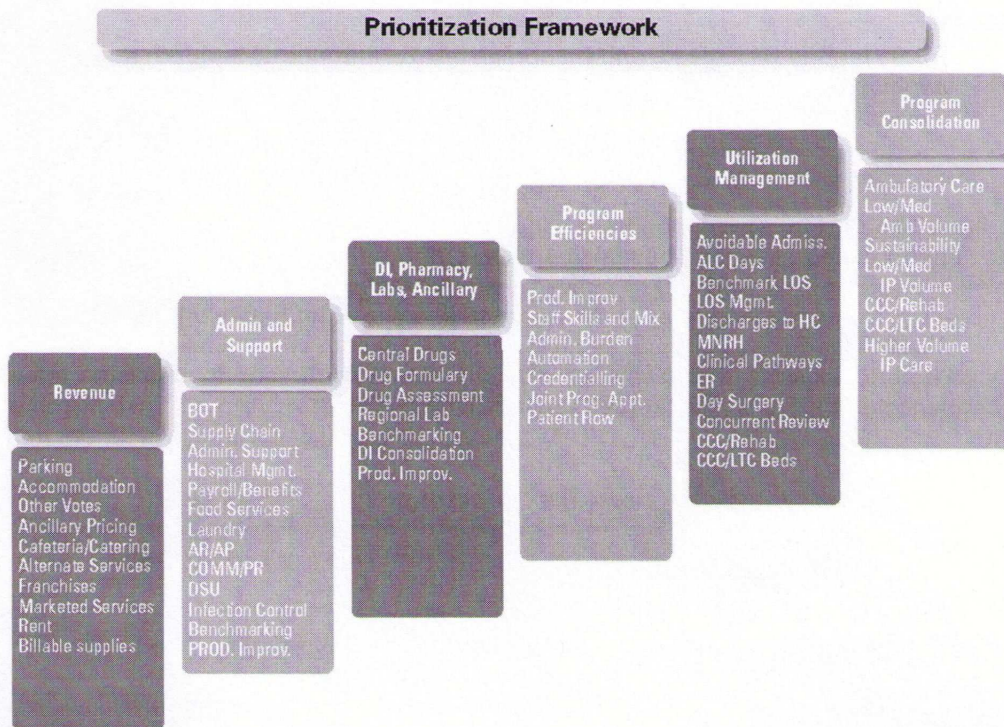 Prioritization Framework
Revenue
Parking
Accommodation
Other Votes
Ancillary Pricing
Cafeteria/Catering
Alternate Services
Franchises
Marketed Services
Rent
Billable supplies
Admin and
Support
BOT
Supply Chain
Admin. Support
Hospital Mgmt.
Payroll/Benefits
Food Services
Laundry
AR/AP
COMM/PR
DSU
Infection Control
Benchmarking
PROD. Improv.
DI, Pharmacy,
Labs, Ancillary
Central Drugs
Drug Formulary
Drug Assessment
Regional Lab
Benchmarking
DI Consolidation
Prod. Improv.
Program
Efficiencies
Prod. Improv
Staff Skills and Mix
Admin. Burden
Automation
Credentialling
Joint Prog. Appt.
Patient Flow
Utilization
Management
Avoidable Admiss.
ALC Days
Benchmark LOS
LOS Mgmt.
Discharges to HC
MNRH
Clinical Pathways
ER
Day Surgery
Concurrent Review
CCC/Rehab
CCC/LTC Beds
Program
Consolidation
Ambulatory Care
Low/Med
Amb Volume
Sustainability
Low/Med
IP Volume
CCC/Rehab
CCC/LTC Beds
Higher Volume
IP Care